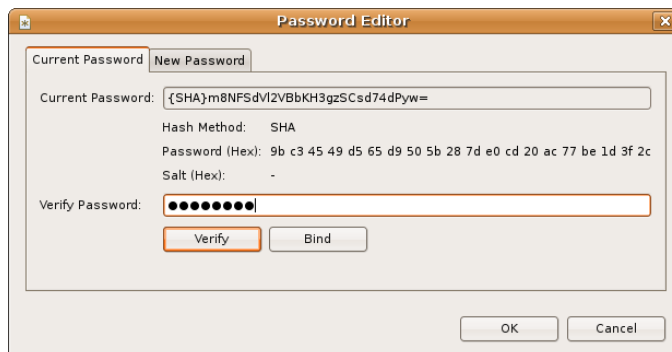 Password Editor
Current Password New Password
Current Password: {SHA}m8NFSdVl2VBbKH3gzSCsd74dPyw=
Hash Method: SHA
Password (Hex): 9b c3 45 49 d5 65 d9 50 5b 28 7d e0 cd 20 ac 77 be 1d 3f 2c
Salt (Hex): -
Verify Password: ●●●●●●●●
Verify Bind
OK Cancel